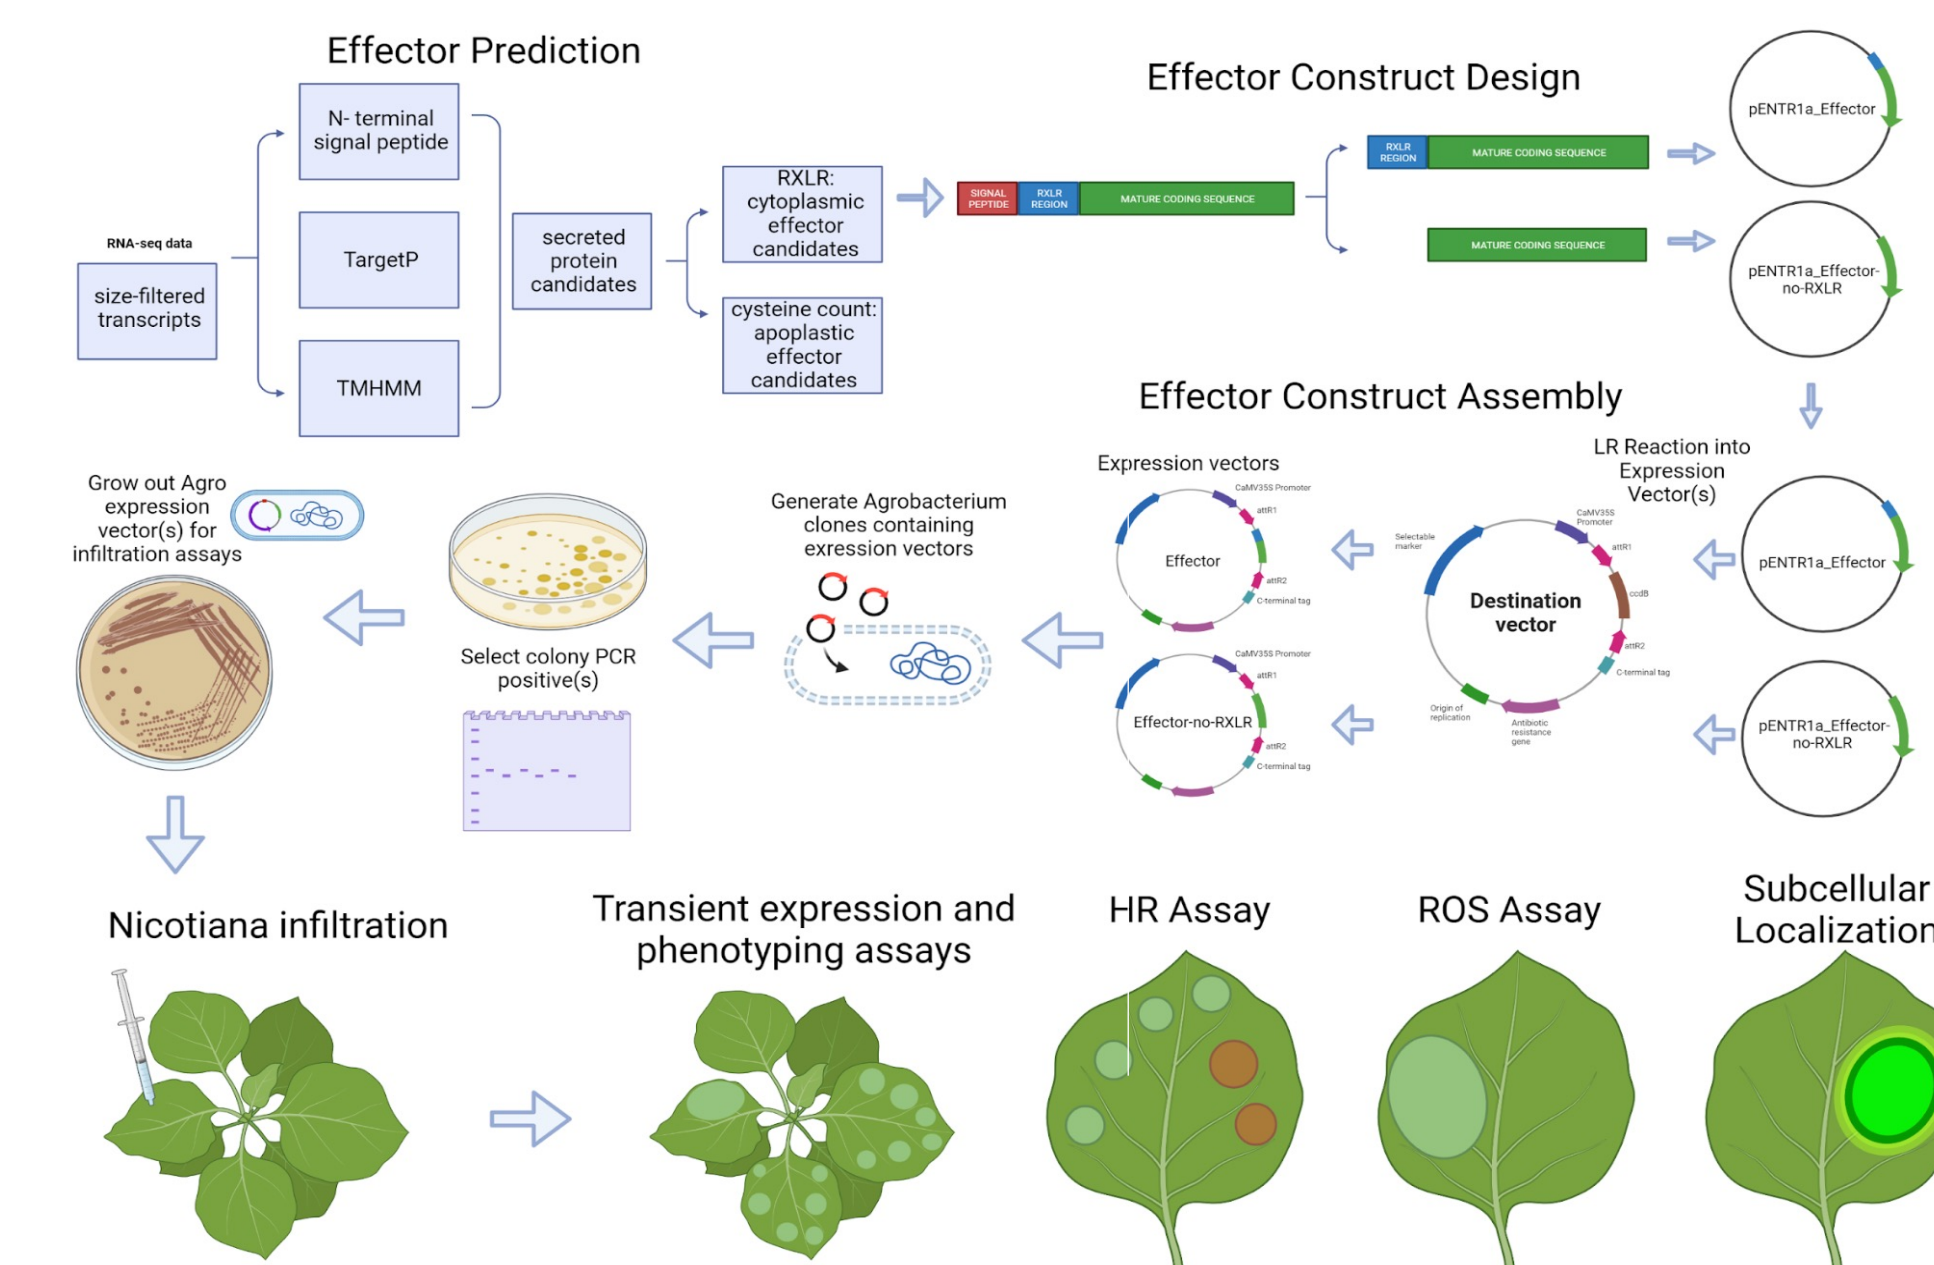 Effector Prediction
N- terminal
signal peptide
RNA-seq data
size-filtered
transcripts
TargetP
TMHMM
secreted
protein
candidates
RXLR:
cytoplasmic
effector
candidates
cysteine count:
apoplastic
effector
candidates
Effector Construct Design
SIGNAL
PEPTIDE
RXLR
REGION
MATURE CODING SEQUENCE
RXLR
REGION
MATURE CODING SEQUENCE
MATURE CODING SEQUENCE
pENTR1a_Effector
pENTR1a_Effector-
no-RXLR
Effector Construct Assembly
LR Reaction into
Expression
Vector(s)
pENTR1a_Effector
pENTR1a_Effector-
no-RXLR
Selectable
marker
CaMV35S
Promoter
attR1
ccdB
attR2
C-terminal tag
Antibiotic
resistance
gene
Origin of
replication
Destination
vector
Expression vectors
CaMV35S Promoter
attR1
Effector
attR2
C-terminal tag
CaMV35S Promoter
attR1
Effector-no-RXLR
attR2
C-terminal tag
Generate Agrobacterium
clones containing
exression vectors
Select colony PCR
positive(s)
Grow out Agro
expression
vector(s) for
infiltration assays
Nicotiana infiltration
Transient expression and
phenotyping assays
HR Assay
ROS Assay
Subcellular
Localization